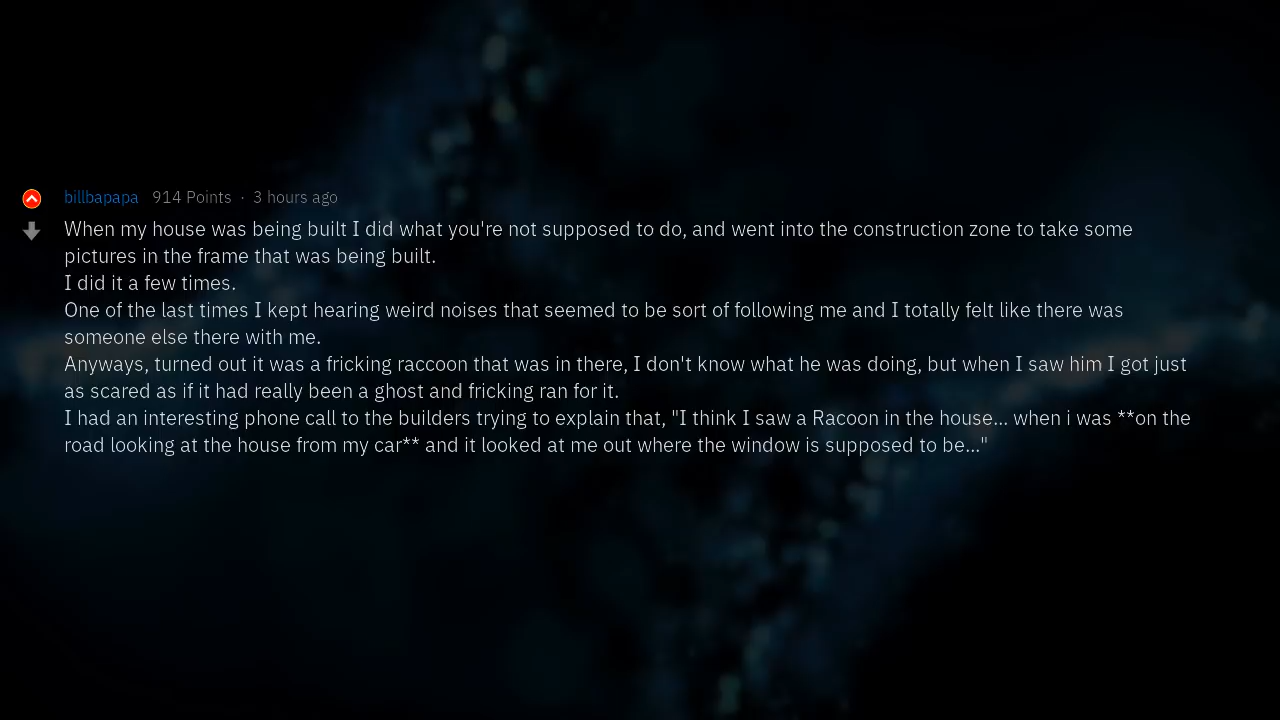 billbapapa 914 Points · 3 hours ago
When my house was being built I did what you're not supposed to do, and went into the construction zone to take some
pictures in the frame that was being built.
I did it a few times.
One of the last times I kept hearing weird noises that seemed to be sort of following me and I totally felt like there was
someone else there with me.
Anyways, turned out it was a fricking raccoon that was in there, I don't know what he was doing, but when I saw him I got just
as scared as if it had really been a ghost and fricking ran for it.
I had an interesting phone call to the builders trying to explain that, "I think I saw a Racoon in the house... when i was **on the
road looking at the house from my car** and it looked at me out where the window is supposed to be..."